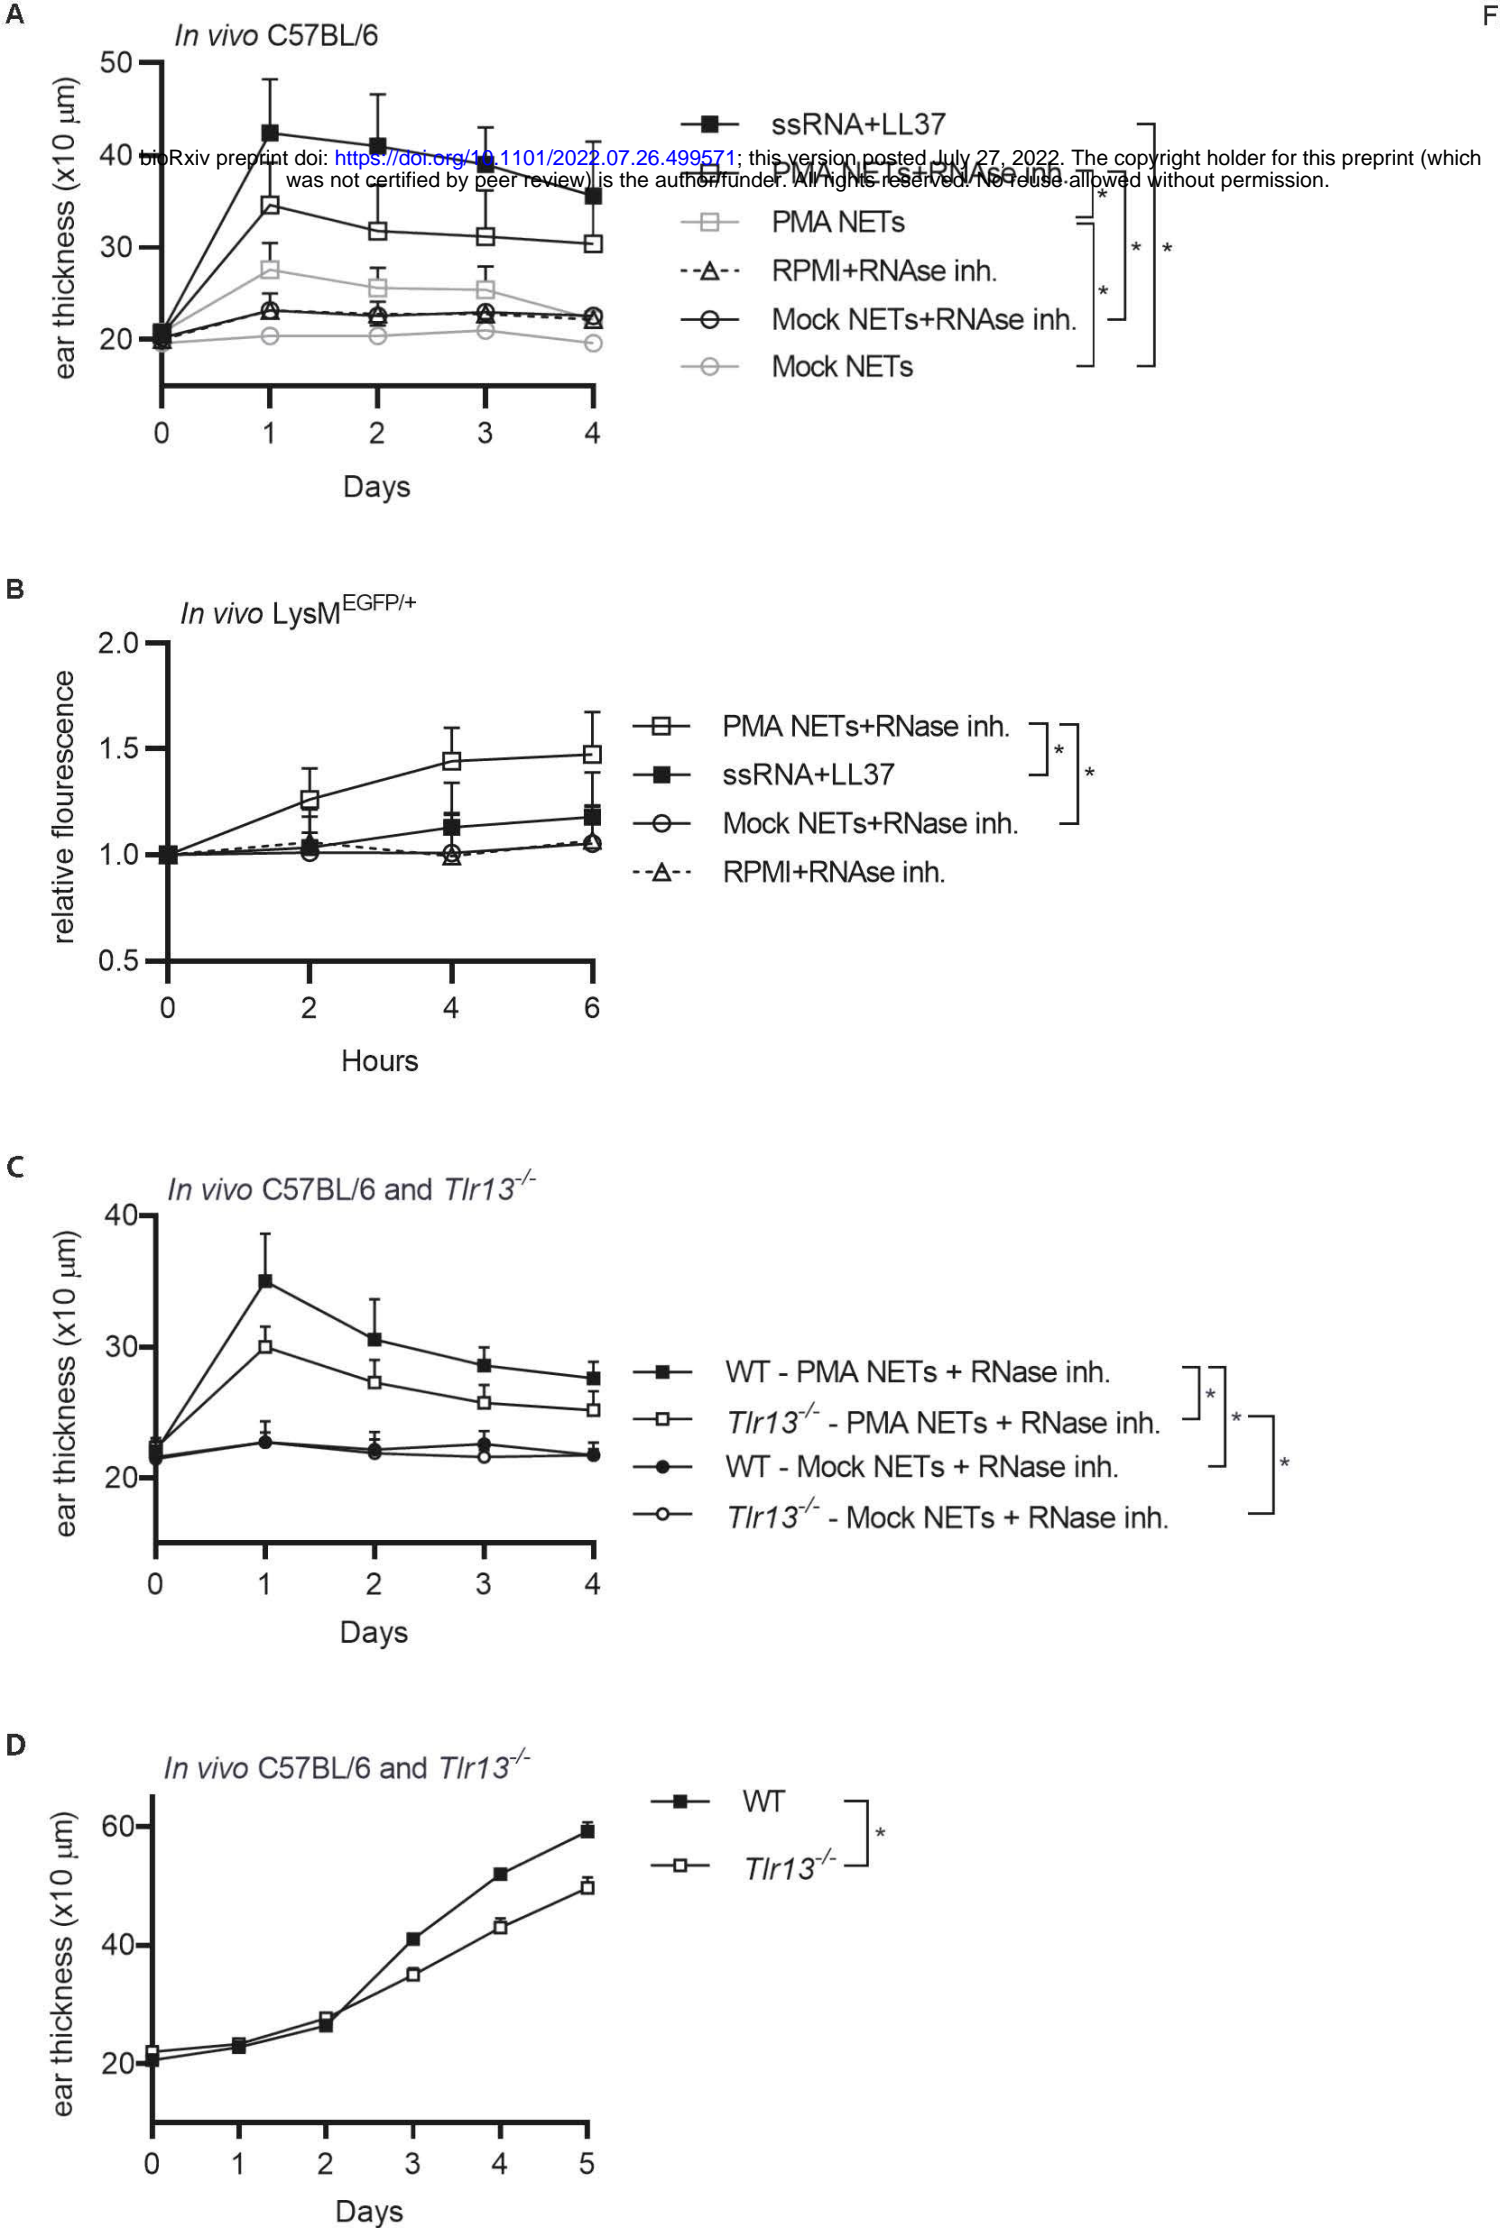 A
F
In vivo C57BL/6
50
40
30
20
ear thickness (x10 µm)
0 1 2 3 4
Days
ssRNA+LL37
PMA NETs+RNAse inh.
PMA NETs
RPMI+RNAse inh.
Mock NETs+RNAse inh.
Mock NETs
* * * *
bioRxiv preprint doi: https://doi.org/10.1101/2022.07.26.499571; this version posted July 27, 2022. The copyright holder for this preprint (which
was not certified by peer review) is the author/funder. All rights reserved. No reuse allowed without permission.
B
In vivo LysM^EGFP/+
2.0
1.5
1.0
0.5
relative flourescence
0 2 4 6
Hours
PMA NETs+RNase inh.
ssRNA+LL37
Mock NETs+RNase inh.
RPMI+RNAse inh.
* *
C
In vivo C57BL/6 and Tlr13^-/-
40
30
20
ear thickness (x10 µm)
0 1 2 3 4
Days
WT - PMA NETs + RNase inh.
Tlr13^-/- - PMA NETs + RNase inh.
WT - Mock NETs + RNase inh.
Tlr13^-/- - Mock NETs + RNase inh.
* * *
D
In vivo C57BL/6 and Tlr13^-/-
60
40
20
ear thickness (x10 µm)
0 1 2 3 4 5
Days
WT
Tlr13^-/-
*